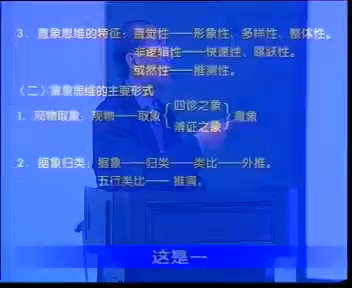 3. 意象思维的特征：直觉性——形象性、多样性、整体性。
非逻辑性——快速性、跳跃性。
或然性——推测性。
（二）意象思维的主要形式
1. 观物取象：观物——取象{四诊之象 辨证之象}意象
2. 据象归类：据象——归类——类比——外推。
五行类比——推演。
这是一